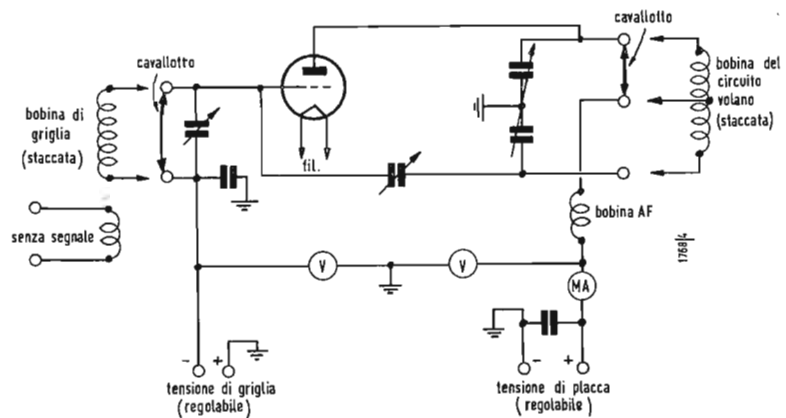 cavallotto
cavallotto
bobina di
griglia
(staccata)
fil.
bobina del
circuito
volano
(staccata)
bobina AF
senza segnale
V
V
MA
1768/4
- +
- +
tensione di griglia
(regolabile)
tensione di placca
(regolabile)